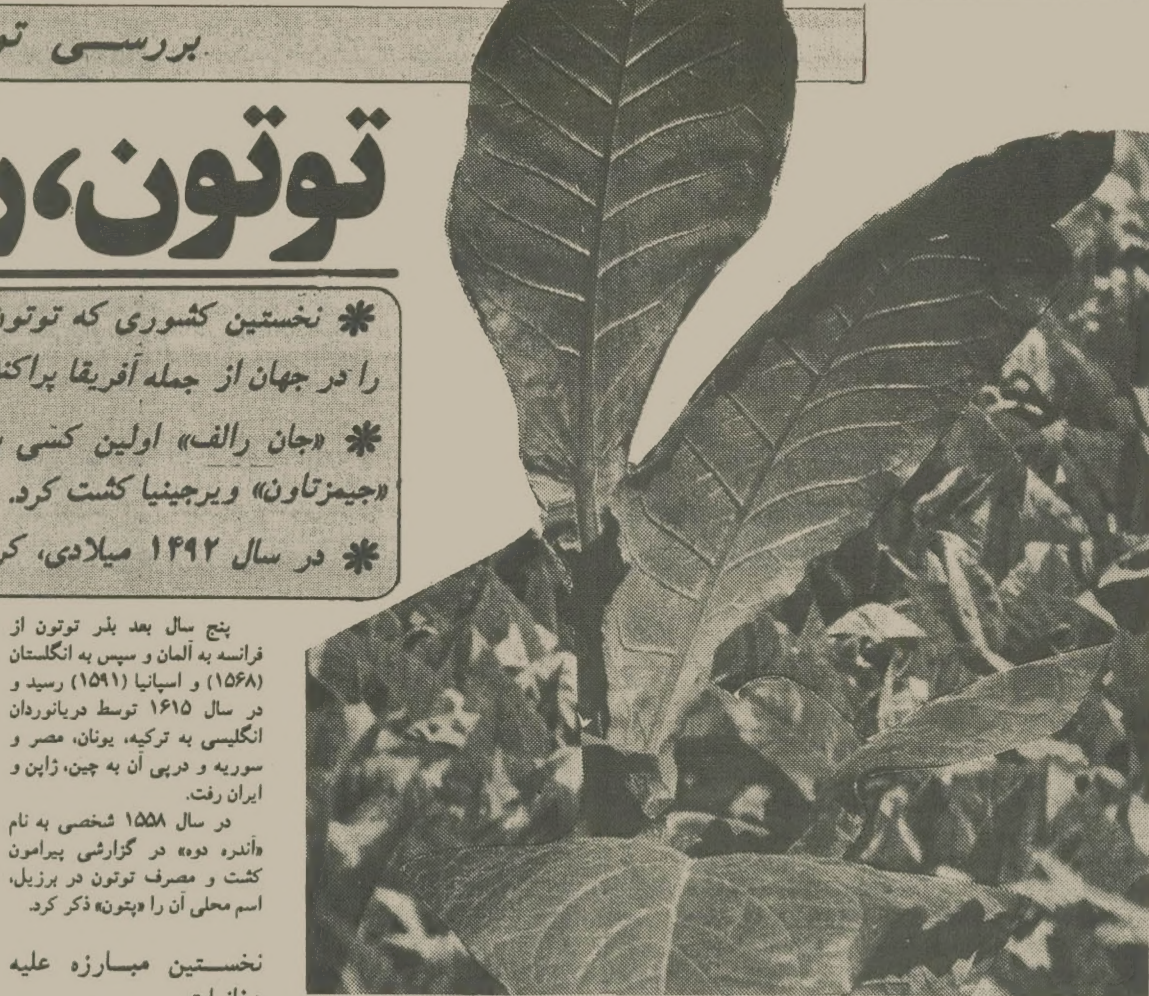 بررســی تو
توتون، ر
✱ نخستین کشوری که توتون
را در جهان از جمله آفریقا پراکند
✱ «جان رالف» اولین کسی
«جیمزتاون» ویرجینیا کشت کرد.
✱ در سال ۱۴۹۲ میلادی، کر
پنج سال بعد بذر توتون از
فرانسه به آلمان و سپس به انگلستان
(۱۵۶۸) و اسپانیا (۱۵۹۱) رسید و
در سال ۱۶۱۵ توسط دریانوردان
انگلیسی به ترکیه، یونان، مصر و
سوریه و درپی آن به چین، ژاپن و
ایران رفت.
در سال ۱۵۵۸ شخصی به نام
«آندره دوه» در گزارشی پیرامون
کشت و مصرف توتون در برزیل،
اسم محلی آن را «پتون» ذکر کرد.
نخســتین مبــارزه علیه